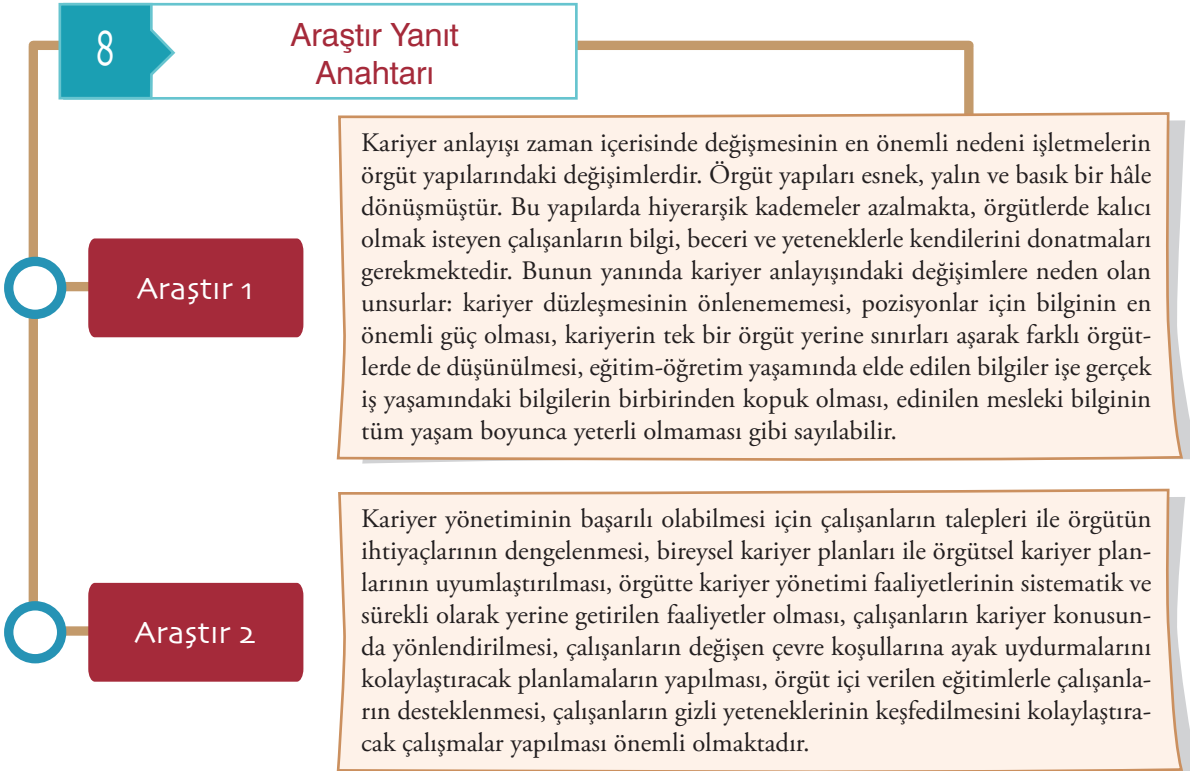 8
Araştır Yanıt
Anahtarı
Araştır 1
Kariyer anlayışı zaman içerisinde değişmesinin en önemli nedeni işletmelerin
örgüt yapılarındaki değişimlerdir. Örgüt yapıları esnek, yalın ve basık bir hâle
dönüşmüştür. Bu yapılarda hiyerarşik kademeler azalmakta, örgütlerde kalıcı
olmak isteyen çalışanların bilgi, beceri ve yeteneklerle kendilerini donatmaları
gerekmektedir. Bunun yanında kariyer anlayışındaki değişimlere neden olan
unsurlar: kariyer düzleşmesinin önlenememesi, pozisyonlar için bilginin en
önemli güç olması, kariyerin tek bir örgüt yerine sınırları aşarak farklı örgüt-
lerde de düşünülmesi, eğitim-öğretim yaşamında elde edilen bilgiler işe gerçek
iş yaşamındaki bilgilerin birbirinden kopuk olması, edinilen mesleki bilginin
tüm yaşam boyunca yeterli olmaması gibi sayılabilir.
Araştır 2
Kariyer yönetiminin başarılı olabilmesi için çalışanların talepleri ile örgütün
ihtiyaçlarının dengelenmesi, bireysel kariyer planları ile örgütsel kariyer plan-
larının uyumlaştırılması, örgütte kariyer yönetimi faaliyetlerinin sistematik ve
sürekli olarak yerine getirilen faaliyetler olması, çalışanların kariyer konusun-
da yönlendirilmesi, çalışanların değişen çevre koşullarına ayak uydurmalarını
kolaylaştıracak planlamaların yapılması, örgüt içi verilen eğitimlerle çalışanla-
rın desteklenmesi, çalışanların gizli yeteneklerinin keşfedilmesini kolaylaştıra-
cak çalışmalar yapılması önemli olmaktadır.